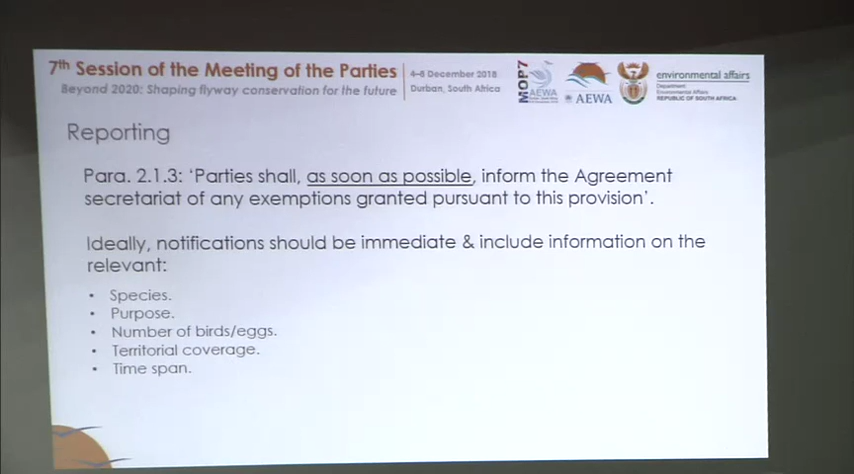 7th Session of the Meeting of the Parties
Beyond 2020: Shaping flyway conservation for the future
4-8 December 2018
Durban, South Africa
MOP7
AEWA
AEWA
environmental affairs
Department:
Environmental Affairs
REPUBLIC OF SOUTH AFRICA
Reporting
Para. 2.1.3: ‘Parties shall, as soon as possible, inform the Agreement
secretariat of any exemptions granted pursuant to this provision’.
Ideally, notifications should be immediate & include information on the
relevant:
• Species.
• Purpose.
• Number of birds/eggs.
• Territorial coverage.
• Time span.